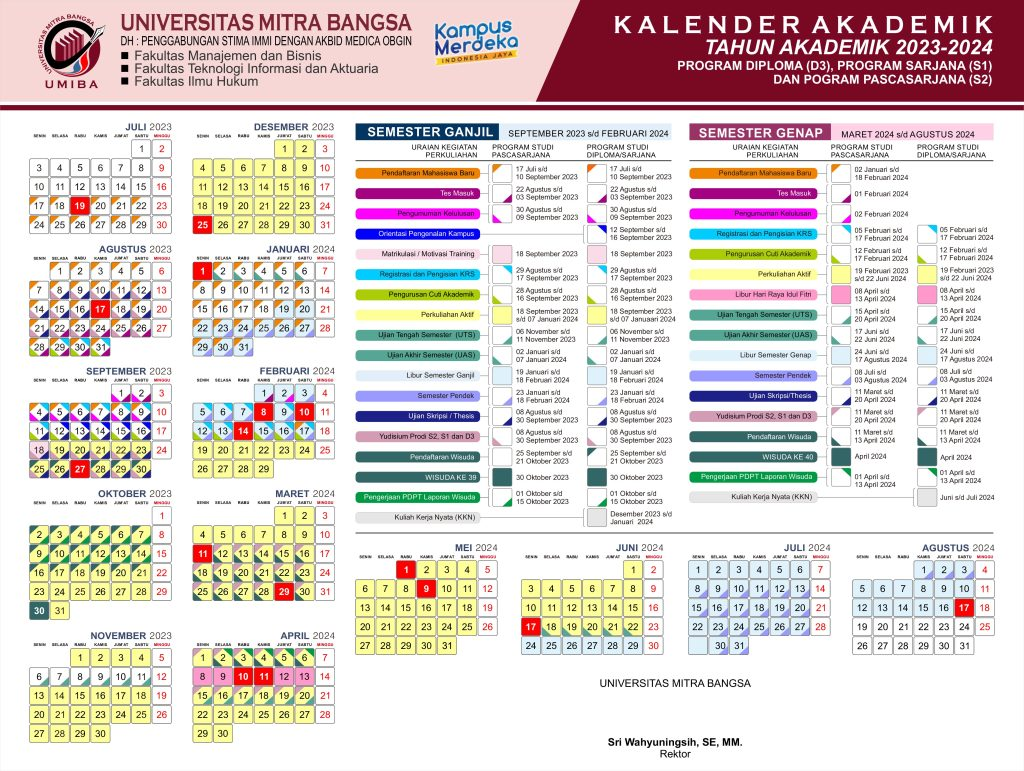 UNIVERSITAS MITRA BANGSA
UMIBA
UNIVERSITAS MITRA BANGSA
DH : PENGGABUNGAN STIMA IMMI DENGAN AKBID MEDICA OBGIN
Fakultas Manajemen dan Bisnis
Fakultas Teknologi Informasi dan Aktuaria
Fakultas Ilmu Hukum
Kampus
Merdeka
INDONESIA JAYA
KALENDER AKADEMIK
TAHUN AKADEMIK 2023-2024
PROGRAM DIPLOMA (D3), PROGRAM SARJANA (S1)
DAN POGRAM PASCASARJANA (S2)
JULI 2023
SENIN SELASA RABU KAMIS JUM'AT SABTU MINGGU
1 2
3 4 5 6 7 8 9
10 11 12 13 14 15 16
17 18 19 20 21 22 23
24 25 26 27 28 29 30
AGUSTUS 2023
SENIN SELASA RABU KAMIS JUM'AT SABTU MINGGU
1 2 3 4 5 6
7 8 9 10 11 12 13
14 15 16 17 18 19 20
21 22 23 24 25 26 27
28 29 30 31
SEPTEMBER 2023
SENIN SELASA RABU KAMIS JUM'AT SABTU MINGGU
1 2 3
4 5 6 7 8 9 10
11 12 13 14 15 16 17
18 19 20 21 22 23 24
25 26 27 28 29 30
OKTOBER 2023
SENIN SELASA RABU KAMIS JUM'AT SABTU MINGGU
1
2 3 4 5 6 7 8
9 10 11 12 13 14 15
16 17 18 19 20 21 22
23 24 25 26 27 28 29
30 31
NOVEMBER 2023
SENIN SELASA RABU KAMIS JUM'AT SABTU MINGGU
1 2 3 4 5
6 7 8 9 10 11 12
13 14 15 16 17 18 19
20 21 22 23 24 25 26
27 28 29 30
DESEMBER 2023
SENIN SELASA RABU KAMIS JUM'AT SABTU MINGGU
1 2 3
4 5 6 7 8 9 10
11 12 13 14 15 16 17
18 19 20 21 22 23 24
25 26 27 28 29 30 31
JANUARI 2024
SENIN SELASA RABU KAMIS JUM'AT SABTU MINGGU
1 2 3 4 5 6 7
8 9 10 11 12 13 14
15 16 17 18 19 20 21
22 23 24 25 26 27 28
29 30 31
FEBRUARI 2024
SENIN SELASA RABU KAMIS JUM'AT SABTU MINGGU
1 2 3 4
5 6 7 8 9 10 11
12 13 14 15 16 17 18
19 20 21 22 23 24 25
26 27 28 29
MARET 2024
SENIN SELASA RABU KAMIS JUM'AT SABTU MINGGU
1 2 3
4 5 6 7 8 9 10
11 12 13 14 15 16 17
18 19 20 21 22 23 24
25 26 27 28 29 30 31
APRIL 2024
SENIN SELASA RABU KAMIS JUM'AT SABTU MINGGU
1 2 3 4 5 6 7
8 9 10 11 12 13 14
15 16 17 18 19 20 21
22 23 24 25 26 27 28
29 30
SEMESTER GANJIL SEPTEMBER 2023 s/d FEBRUARI 2024
URAIAN KEGIATAN PERKULIAHAN PROGRAM STUDI PASCASARJANA PROGRAM STUDI DIPLOMA/SARJANA
Pendaftaran Mahasiswa Baru 17 Juli s/d 10 September 2023 17 Juli s/d 10 September 2023
Tes Masuk 22 Agustus s/d 03 September 2023 22 Agustus s/d 03 September 2023
Pengumuman Kelulusan 30 Agustus s/d 09 September 2023 30 Agustus s/d 09 September 2023
Orientasi Pengenalan Kampus 12 September s/d 16 September 2023
Matrikulasi / Motivasi Training 18 September 2023 18 September 2023
Registrasi dan Pengisian KRS 29 Agustus s/d 17 September 2023 29 Agustus s/d 17 September 2023
Pengurusan Cuti Akademik 28 Agustus s/d 16 September 2023 28 Agustus s/d 16 September 2023
Perkuliahan Aktif 18 September 2023 s/d 07 Januari 2024 18 September 2023 s/d 07 Januari 2024
Ujian Tengah Semester (UTS) 06 November s/d 11 November 2023 06 November s/d 11 November 2023
Ujian Akhir Semester (UAS) 02 Januari s/d 07 Januari 2024 02 Januari s/d 07 Januari 2024
Libur Semester Ganjil 19 Januari s/d 18 Februari 2024 19 Januari s/d 18 Februari 2024
Semester Pendek 23 Januari s/d 18 Februari 2024 23 Januari s/d 18 Februari 2024
Ujian Skripsi / Thesis 08 Agustus s/d 30 September 2023 08 Agustus s/d 30 September 2023
Yudisium Prodi S2, S1 dan D3 08 Agustus s/d 30 September 2023 08 Agustus s/d 30 September 2023
Pendaftaran Wisuda 25 September s/d 21 Oktober 2023 25 September s/d 21 Oktober 2023
WISUDA KE 39 30 Oktober 2023 30 Oktober 2023
Pengerjaan PDPT Laporan Wisuda 01 Oktober s/d 15 Oktober 2023 01 Oktober s/d 15 Oktober 2023
Kuliah Kerja Nyata (KKN) Desember 2023 s/d Januari 2024
SEMESTER GENAP MARET 2024 s/d AGUSTUS 2024
URAIAN KEGIATAN PERKULIAHAN PROGRAM STUDI PASCASARJANA PROGRAM STUDI DIPLOMA/SARJANA
Pendaftaran Mahasiswa Baru 02 Januari s/d 18 Februari 2024
Tes Masuk 01 Februari 2024
Pengumuman Kelulusan 02 Februari 2024
Registrasi dan Pengisi KRS 05 Februari s/d 17 Februari 2024 05 Februari s/d 17 Februari 2024
Pengurusan Cuti Akademik 12 Februari s/d 17 Februari 2024 12 Februari s/d 17 Februari 2024
Perkuliahan Aktif 19 Februari 2023 s/d 22 Juni 2024 19 Februari 2023 s/d 22 Juni 2024
Libur Hari Raya Idul Fitri 08 April s/d 13 April 2024 08 April s/d 13 April 2024
Ujian Tengah Semester (UTS) 15 April s/d 20 April 2024 15 April s/d 20 April 2024
Ujian Akhir Semester (UAS) 17 Juni s/d 22 Juni 2024 17 Juni s/d 22 Juni 2024
Libur Semester Genap 24 Juni s/d 17 Agustus 2024 24 Juni s/d 17 Agustus 2024
Semester Pendek 08 Juli s/d 03 Agustus 2024 08 Juli s/d 03 Agustus 2024
Ujian Skripsi/Thesis 11 Maret s/d 20 April 2024 11 Maret s/d 20 April 2024
Yudisium Prodi S2, S1 dan D3 11 Maret s/d 20 April 2024 11 Maret s/d 20 April 2024
Pendaftaran Wisuda 11 Maret s/d 13 April 2024 11 Maret s/d 13 April 2024
WISUDA KE 40 April 2024 April 2024
Pengerjaan PDPT Laporan Wisuda 01 April s/d 13 April 2024 01 April s/d 13 April 2024
Kuliah Kerja Nyata (KKN) Juni s/d Juli 2024
MEI 2024
SENIN SELASA RABU KAMIS JUM'AT SABTU MINGGU
1 2 3 4 5
6 7 8 9 10 11 12
13 14 15 16 17 18 19
20 21 22 23 24 25 26
27 28 29 30 31
JUNI 2024
SENIN SELASA RABU KAMIS JUM'AT SABTU MINGGU
1 2
3 4 5 6 7 8 9
10 11 12 13 14 15 16
17 18 19 20 21 22 23
24 25 26 27 28 29 30
JULI 2024
SENIN SELASA RABU KAMIS JUM'AT SABTU MINGGU
1 2 3 4 5 6 7
8 9 10 11 12 13 14
15 16 17 18 19 20 21
22 23 24 25 26 27 28
30 31
AGUSTUS 2024
SENIN SELASA RABU KAMIS JUM'AT SABTU MINGGU
1 2 3 4
5 6 7 8 9 10 11
12 13 14 15 16 17 18
19 20 21 22 23 24 25
26 27 28 29 30 31
UNIVERSITAS MITRA BANGSA
Sri Wahyuningsih, SE, MM.
Rektor